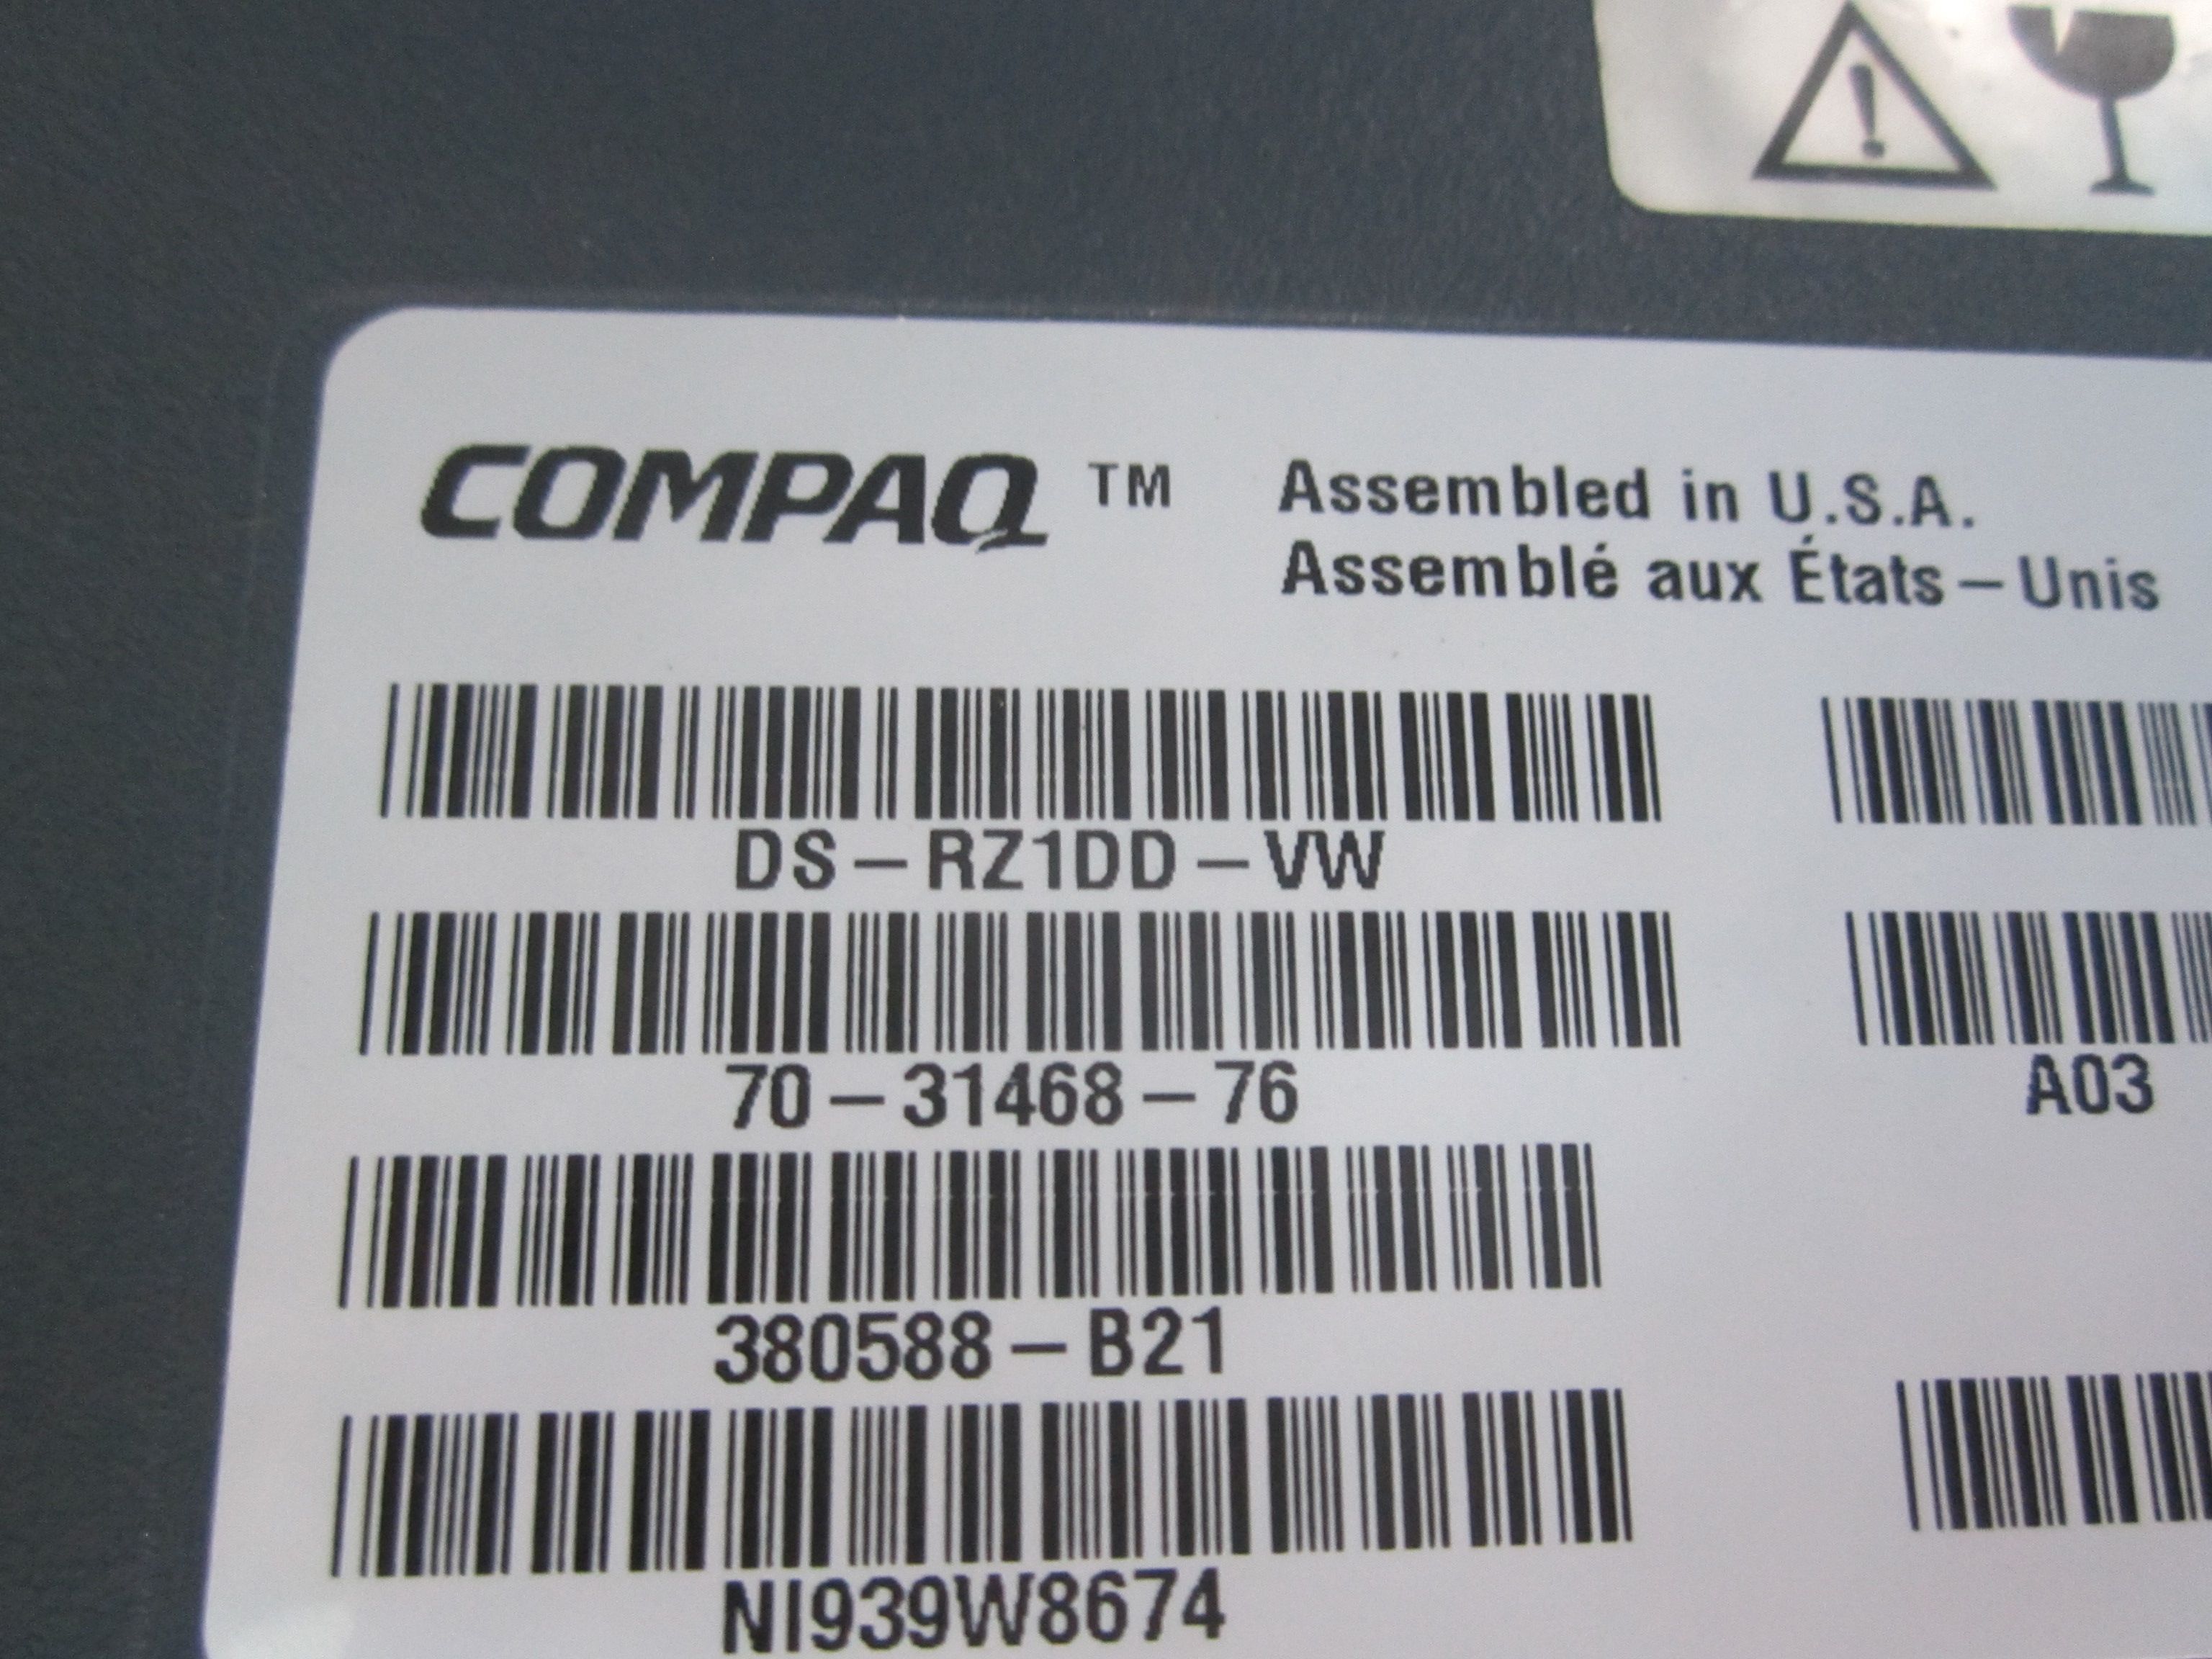 COMPAQ ™ Assembled in U.S.A.
Assemblé aux États-Unis
DS-RZ1DD-VW
70-31468-76 A03
380588-B21
NI939W8674